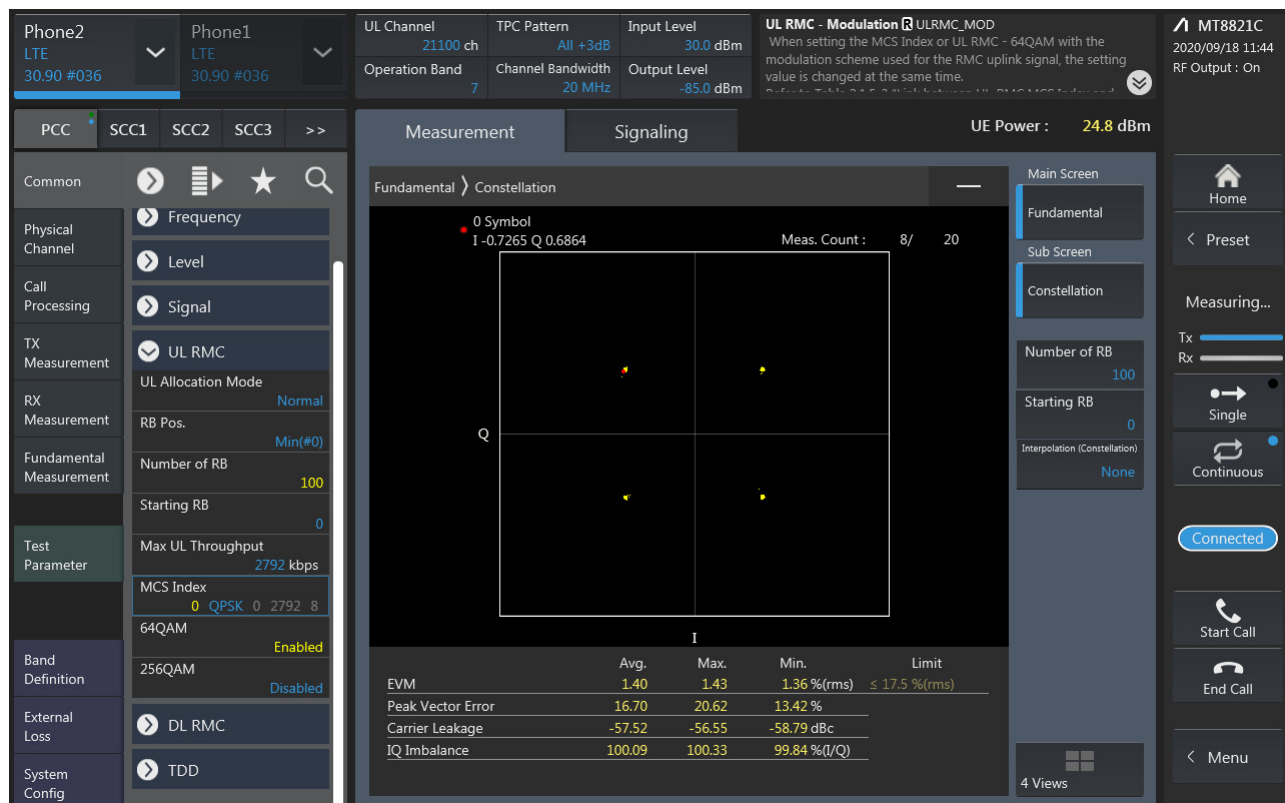 Phone2
LTE
30.90 #036
Phone1
LTE
30.90 #036
UL Channel
21100 ch
TPC Pattern
All +3dB
Input Level
30.0 dBm
Operation Band
7
Channel Bandwidth
20 MHz
Output Level
-85.0 dBm
UL RMC - Modulation R ULRMC_MOD
When setting the MCS Index or UL RMC - 64QAM with the
modulation scheme used for the RMC uplink signal, the setting
value is changed at the same time.
MT8821C
2020/09/18 11:44
RF Output : On
PCC SCC1 SCC2 SCC3 >>
Measurement
Signaling
UE Power : 24.8 dBm
Common
Physical
Channel
Call
Processing
TX
Measurement
RX
Measurement
Fundamental
Measurement
Test
Parameter
Band
Definition
External
Loss
System
Config
Frequency
Level
Signal
UL RMC
UL Allocation Mode
Normal
RB Pos.
Min(#0)
Number of RB
100
Starting RB
0
Max UL Throughput
2792 kbps
MCS Index
0 QPSK 0 2792 8
64QAM
Enabled
256QAM
Disabled
DL RMC
TDD
Fundamental 〉 Constellation
0 Symbol
I -0.7265 Q 0.6864
Meas. Count : 8/ 20
Q
I
Avg. Max. Min. Limit
EVM 1.40 1.43 1.36 %(rms) ≤ 17.5 %(rms)
Peak Vector Error 16.70 20.62 13.42 %
Carrier Leakage -57.52 -56.55 -58.79 dBc
IQ Imbalance 100.09 100.33 99.84 %(I/Q)
Main Screen
Fundamental
Sub Screen
Constellation
Number of RB
100
Starting RB
0
Interpolation (Constellation)
None
4 Views
Home
< Preset
Measuring...
Tx
Rx
Single
Continuous
Connected
Start Call
End Call
< Menu